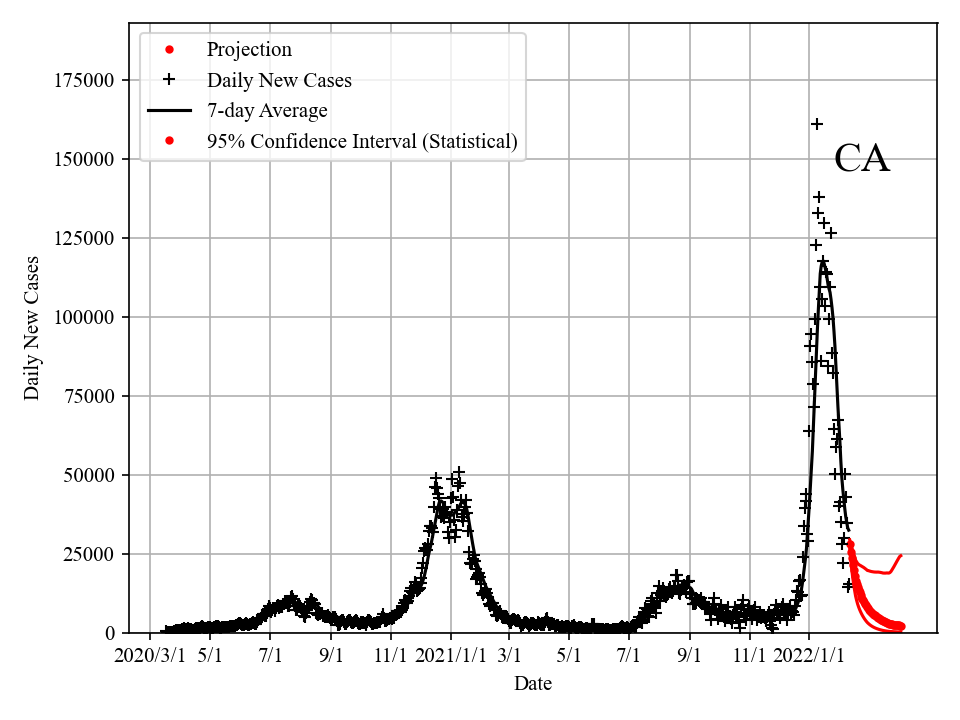 Projection
Daily New Cases
7-day Average
95% Confidence Interval (Statistical)
CA
Daily New Cases
175000
150000
125000
100000
75000
50000
25000
0
2020/3/1 5/1 7/1 9/1 11/1 2021/1/1 3/1 5/1 7/1 9/1 11/1 2022/1/1
Date